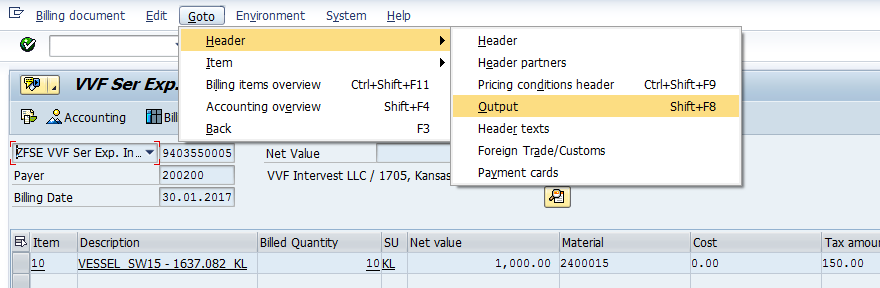 Billing document Edit Goto Environment System Help
Header
Item
Billing items overview Ctrl+Shift+F11
Accounting overview Shift+F4
Back F3
Header
Header partners
Pricing conditions header Ctrl+Shift+F9
Output Shift+F8
Header texts
Foreign Trade/Customs
Payment cards
VVF Ser Exp.
Accounting Bil
ZFSE VVF Ser Exp. In... 9403550005 Net Value
Payer 200200 VVF Intervest LLC / 1705, Kansas
Billing Date 30.01.2017
Item Description Billed Quantity SU Net value Material Cost Tax amou
10 VESSEL SW15 - 1637.082 KL 10 KL 1,000.00 2400015 0.00 150.00